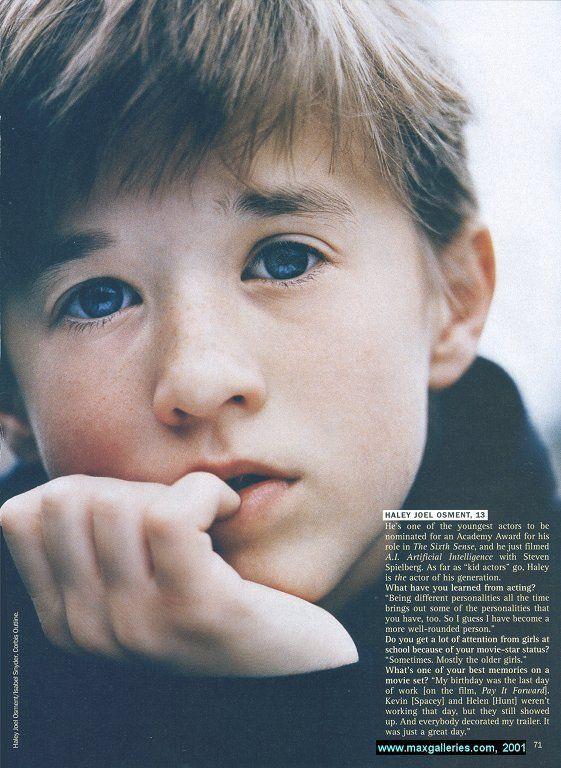 HALEY JOEL OSMENT, 13
He's one of the youngest actors to be
nominated for an Academy Award for his
role in The Sixth Sense, and he just filmed
A.I. Artificial Intelligence with Steven
Spielberg. As far as "kid actors" go, Haley
is the actor of his generation.
What have you learned from acting?
"Being different personalities all the time
brings out some of the personalities that
you have, too. So I guess I have become a
more well-rounded person."
Do you get a lot of attention from girls at
school because of your movie-star status?
"Sometimes. Mostly the older girls."
What's one of your best memories on a
movie set? "My birthday was the last day
of work [on the film, Pay It Forward].
Kevin [Spacey] and Helen [Hunt] weren't
working that day, but they still showed
up. And everybody decorated my trailer. It
was just a great day."
www.maxgalleries.com, 2001
71
Haley Joel Osment/Isabel Snyder, Corbis Outline.